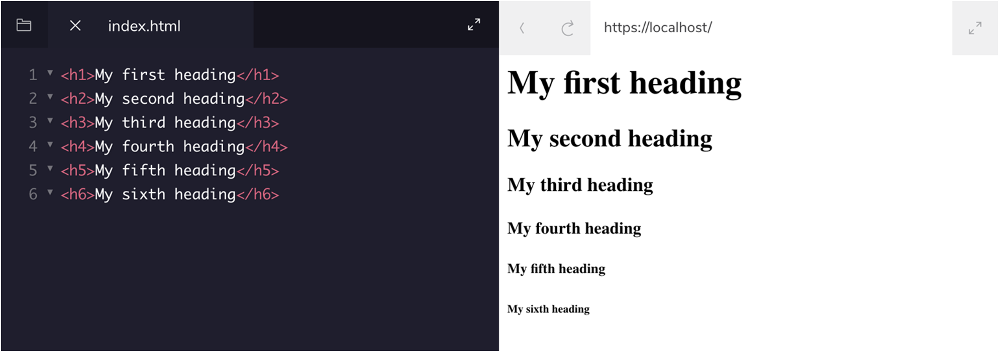 index.html
1 <h1>My first heading</h1>
2 <h2>My second heading</h2>
3 <h3>My third heading</h3>
4 <h4>My fourth heading</h4>
5 <h5>My fifth heading</h5>
6 <h6>My sixth heading</h6>
https://localhost/
My first heading
My second heading
My third heading
My fourth heading
My fifth heading
My sixth heading